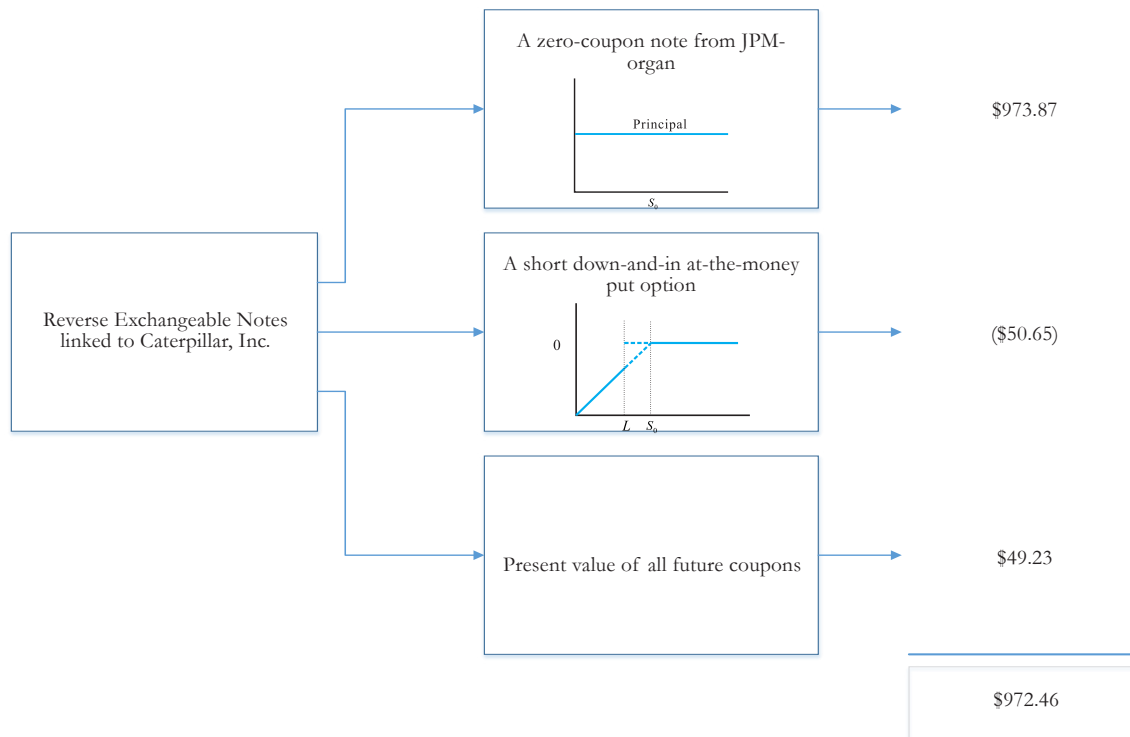 A zero-coupon note from JPM-
organ
Principal
S₀
$973.87
Reverse Exchangeable Notes
linked to Caterpillar, Inc.
A short down-and-in at-the-money
put option
0
L S₀
($50.65)
Present value of all future coupons
$49.23
$972.46